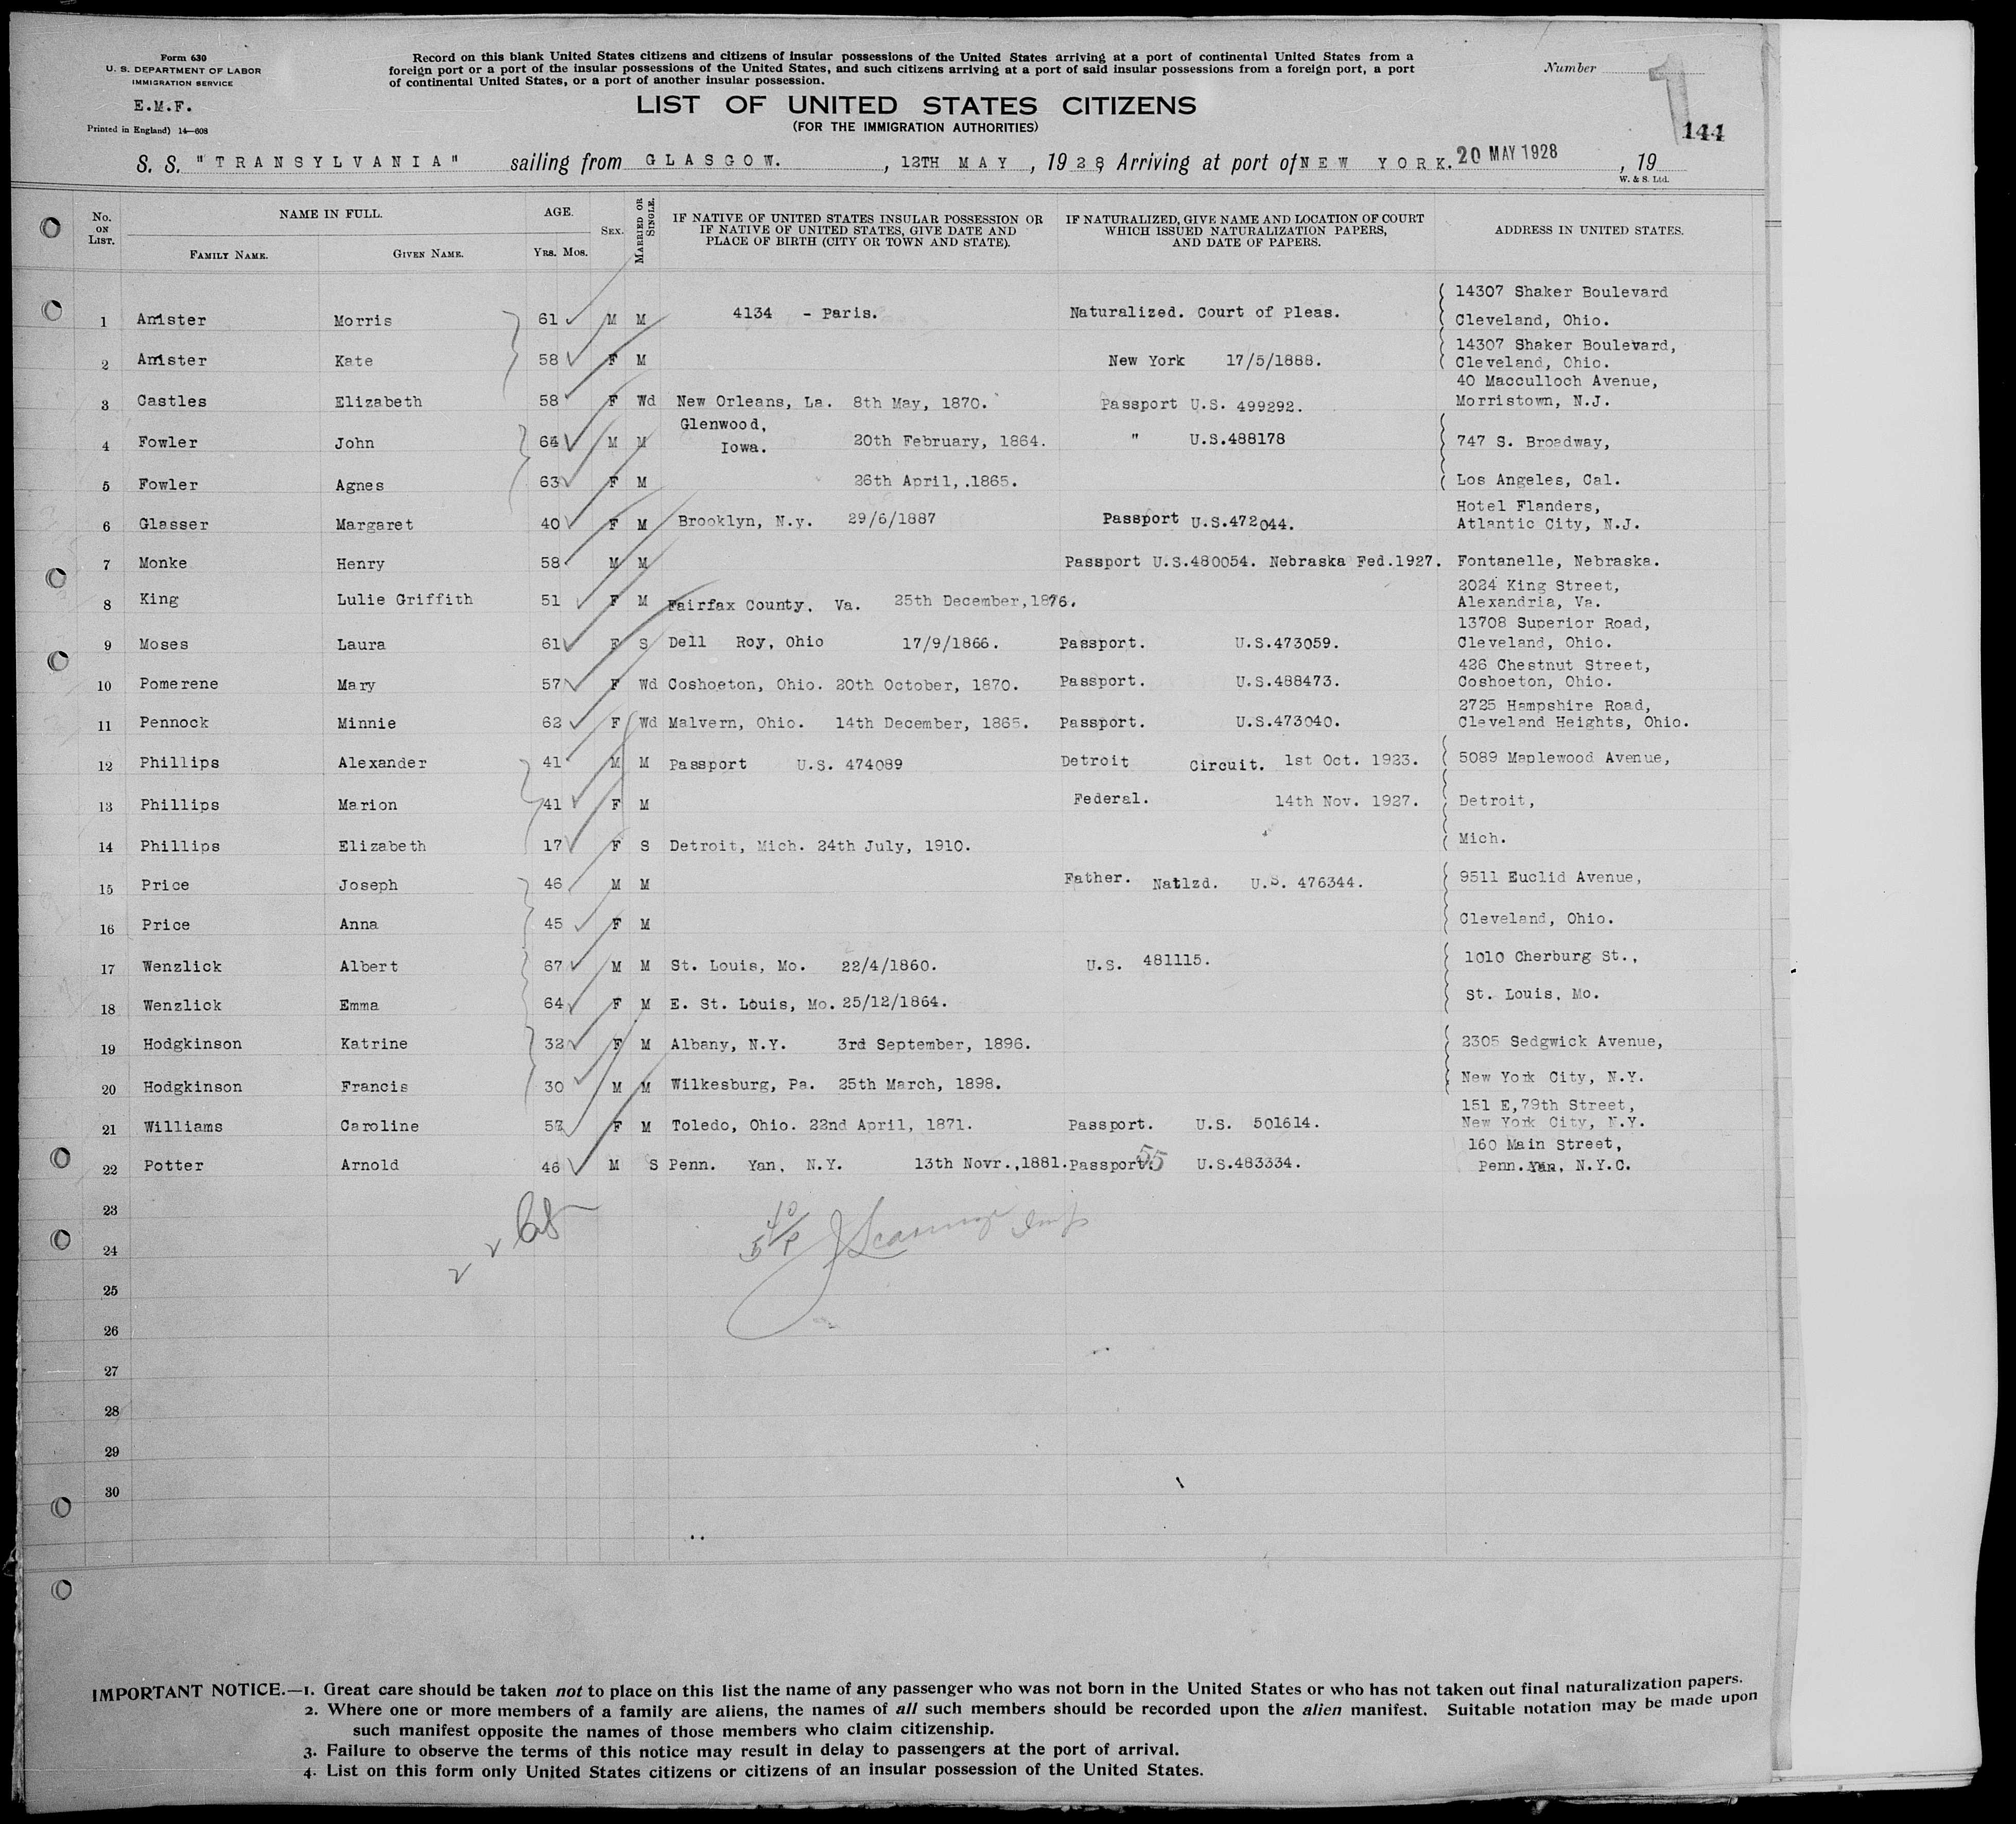 Form 630
U. S. DEPARTMENT OF LABOR
IMMIGRATION SERVICE
E.M.F.
Printed in England) 14—608
Record on this blank United States citizens and citizens of insular possessions of the United States arriving at a port of continental United States from a
foreign port or a port of the insular possessions of the United States, and such citizens arriving at a port of said insular possessions from a foreign port, a port
of continental United States, or a port of another insular possession.
Number
1
144
LIST OF UNITED STATES CITIZENS
(FOR THE IMMIGRATION AUTHORITIES)
S. S. "TRANSYLVANIA" sailing from GLASGOW. , 12TH MAY , 1928, Arriving at port of NEW YORK. 20 MAY 1928 , 19
W. & S. Ltd.
No. ON LIST. NAME IN FULL. FAMILY NAME. GIVEN NAME. AGE. YRS. MOS. SEX. MARRIED OR SINGLE. IF NATIVE OF UNITED STATES INSULAR POSSESSION OR IF NATIVE OF UNITED STATES, GIVE DATE AND PLACE OF BIRTH (CITY OR TOWN AND STATE). IF NATURALIZED, GIVE NAME AND LOCATION OF COURT WHICH ISSUED NATURALIZATION PAPERS, AND DATE OF PAPERS. ADDRESS IN UNITED STATES.
1 Amster Morris 61 M M 4134 - Paris. Naturalized. Court of Pleas. 14307 Shaker Boulevard Cleveland, Ohio.
2 Amster Kate 58 F M New York 17/5/1888. 14307 Shaker Boulevard, Cleveland, Ohio.
3 Castles Elizabeth 58 F Wd New Orleans, La. 8th May, 1870. Passport U.S. 499292. 40 Macculloch Avenue, Morristown, N.J.
4 Fowler John 64 M M Glenwood, Iowa. 20th February, 1864. " U.S.488178 747 S. Broadway,
5 Fowler Agnes 63 F M 26th April, .1865. Los Angeles, Cal.
6 Glasser Margaret 40 F M Brooklyn, N.y. 29/6/1887 Passport U.S.472044. Hotel Flanders, Atlantic City, N.J.
7 Monke Henry 58 M M Passport U.S.480054. Nebraska Fed.1927. Fontanelle, Nebraska.
8 King Lulie Griffith 51 F M Fairfax County, Va. 25th December,1876. 2024 King Street, Alexandria, Va.
9 Moses Laura 61 F S Dell Roy, Ohio 17/9/1866. Passport. U.S.473059. 13708 Superior Road, Cleveland, Ohio.
10 Pomerene Mary 57 F Wd Coshocton, Ohio. 20th October, 1870. Passport. U.S.488473. 426 Chestnut Street, Coshocton, Ohio.
11 Pennock Minnie 62 F Wd Malvern, Ohio. 14th December, 1865. Passport. U.S.473040. 2725 Hampshire Road, Cleveland Heights, Ohio.
12 Phillips Alexander 41 M M Passport U.S. 474089 Detroit Circuit. 1st Oct. 1923. 5089 Maplewood Avenue,
13 Phillips Marion 41 F M Federal. 14th Nov. 1927. Detroit,
14 Phillips Elizabeth 17 F S Detroit, Mich. 24th July, 1910. Mich.
15 Price Joseph 46 M M Father. Natlzd. U.S. 476344. 9511 Euclid Avenue,
16 Price Anna 45 F M Cleveland, Ohio.
17 Wenzlick Albert 67 M M St. Louis, Mo. 22/4/1860. U.S. 481115. 1010 Cherburg St.,
18 Wenzlick Emma 64 F M E. St. Louis, Mo. 25/12/1864. St. Louis, Mo.
19 Hodgkinson Katrine 32 F M Albany, N.Y. 3rd September, 1896. 2305 Sedgwick Avenue,
20 Hodgkinson Francis 30 M M Wilkesburg, Pa. 25th March, 1898. New York City, N.Y.
21 Williams Caroline 57 F M Toledo, Ohio. 22nd April, 1871. Passport. U.S. 501614. 151 E,79th Street, New York City, N.Y.
22 Potter Arnold 46 M S Penn. Yan, N.Y. 13th Novr.,1881. Passport. 55 U.S.483334. 160 Main Street, Penn. Yan, N.Y.C.
23
24
25
26
27
28
29
30
IMPORTANT NOTICE.—1. Great care should be taken not to place on this list the name of any passenger who was not born in the United States or who has not taken out final naturalization papers.
2. Where one or more members of a family are aliens, the names of all such members should be recorded upon the alien manifest. Suitable notation may be made upon
such manifest opposite the names of those members who claim citizenship.
3. Failure to observe the terms of this notice may result in delay to passengers at the port of arrival.
4. List on this form only United States citizens or citizens of an insular possession of the United States.